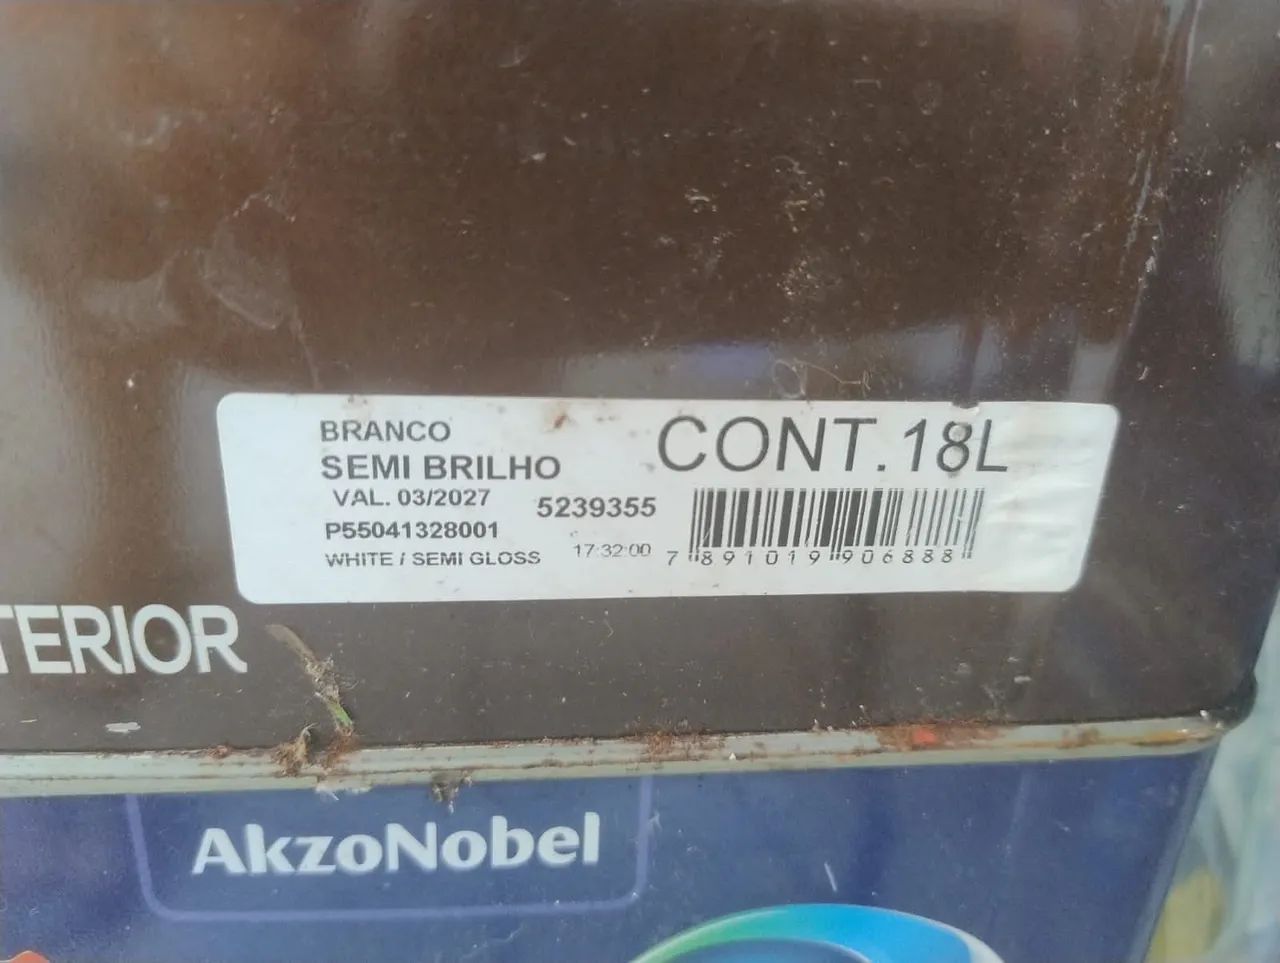 BRANCO
SEMI BRILHO
VAL. 03/2027
P55041328001
WHITE / SEMI GLOSS
5239355
17:32:00
CONT. 18L
7 891019 906888
TERIOR
AkzoNobel